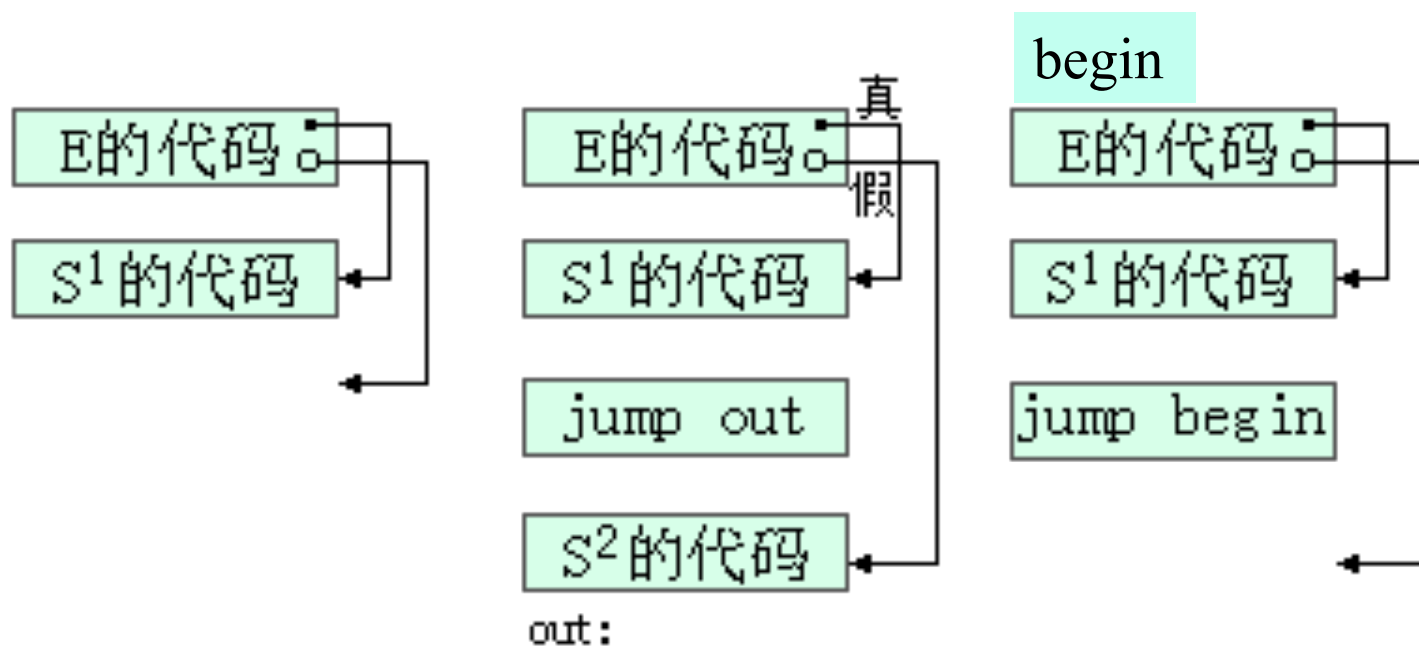 E的代码
S1的代码
真
E的代码
假
S1的代码
jump out
S2的代码
out:
begin
E的代码
S1的代码
jump begin